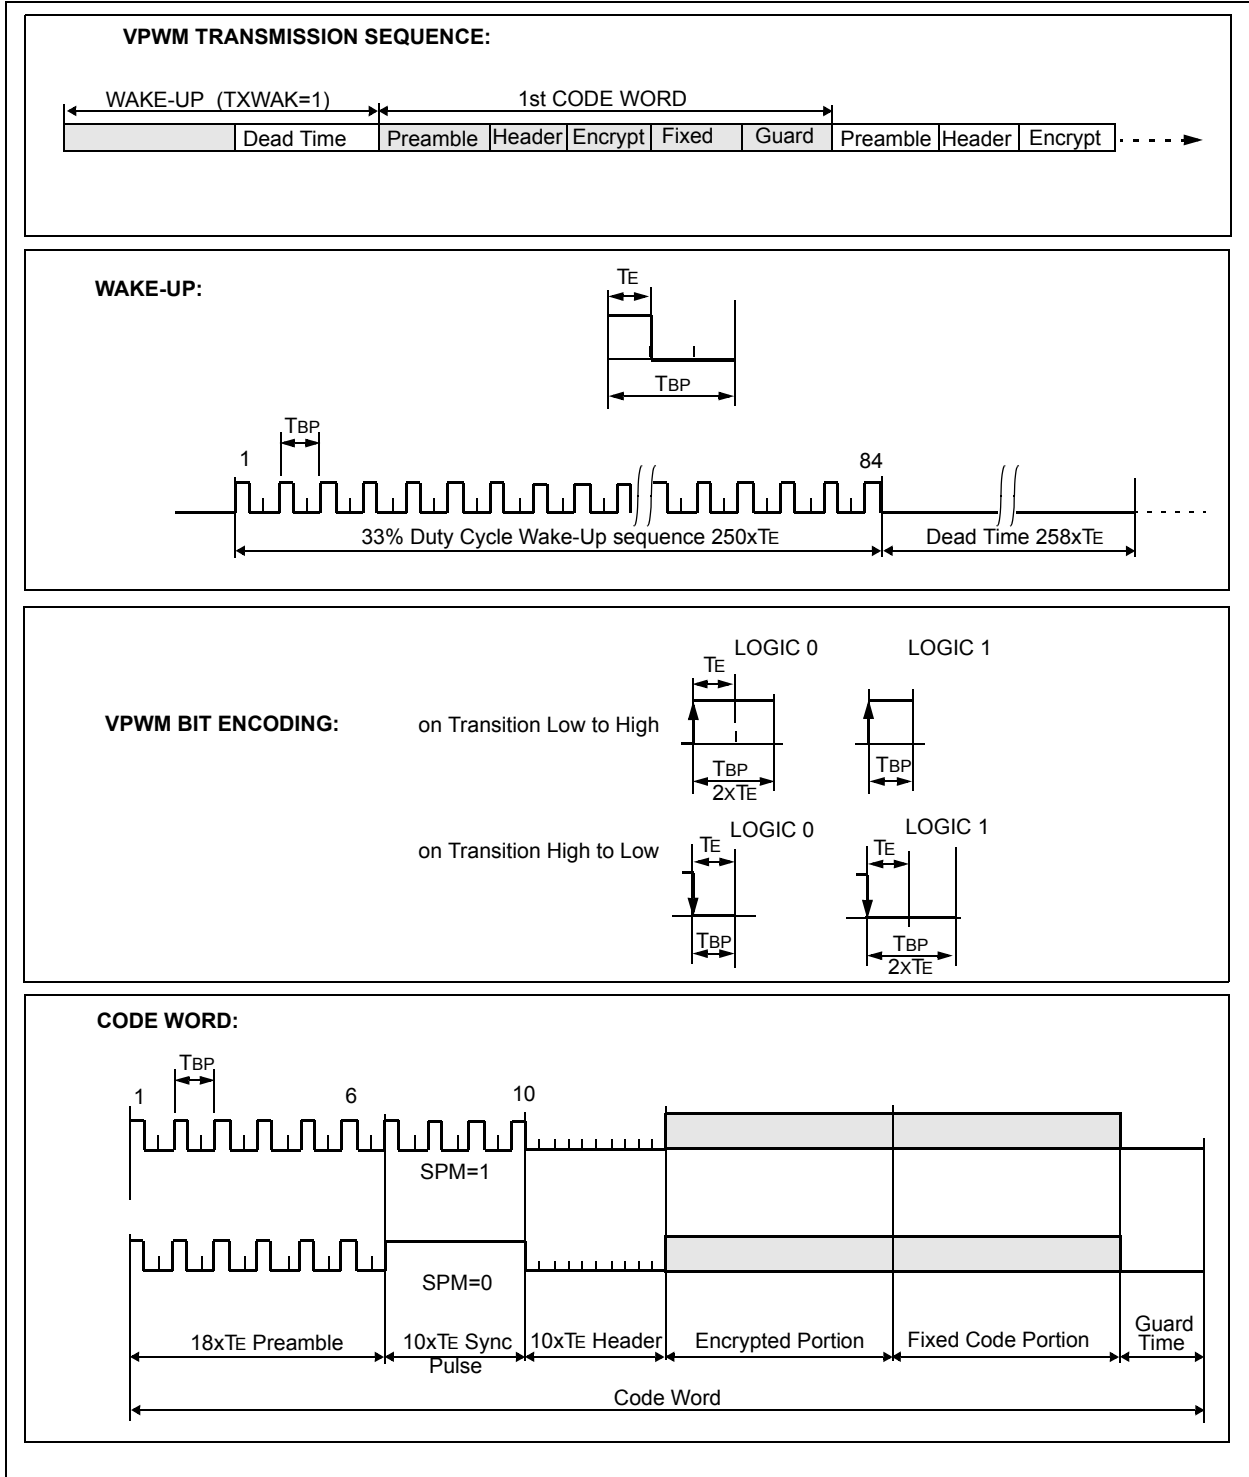 VPWM TRANSMISSION SEQUENCE:
WAKE-UP (TXWAK=1)
1st CODE WORD
Dead Time
Preamble
Header
Encrypt
Fixed
Guard
Preamble
Header
Encrypt
WAKE-UP:
TE
TBP
TBP
1
84
33% Duty Cycle Wake-Up sequence 250xTE
Dead Time 258xTE
VPWM BIT ENCODING:
on Transition Low to High
LOGIC 0
LOGIC 1
TE
TBP
2xTE
TBP
on Transition High to Low
LOGIC 0
LOGIC 1
TE
TE
TBP
TBP
2xTE
CODE WORD:
TBP
1
6
10
SPM=1
SPM=0
18xTE Preamble
10xTE Sync
Pulse
10xTE Header
Encrypted Portion
Fixed Code Portion
Guard
Time
Code Word